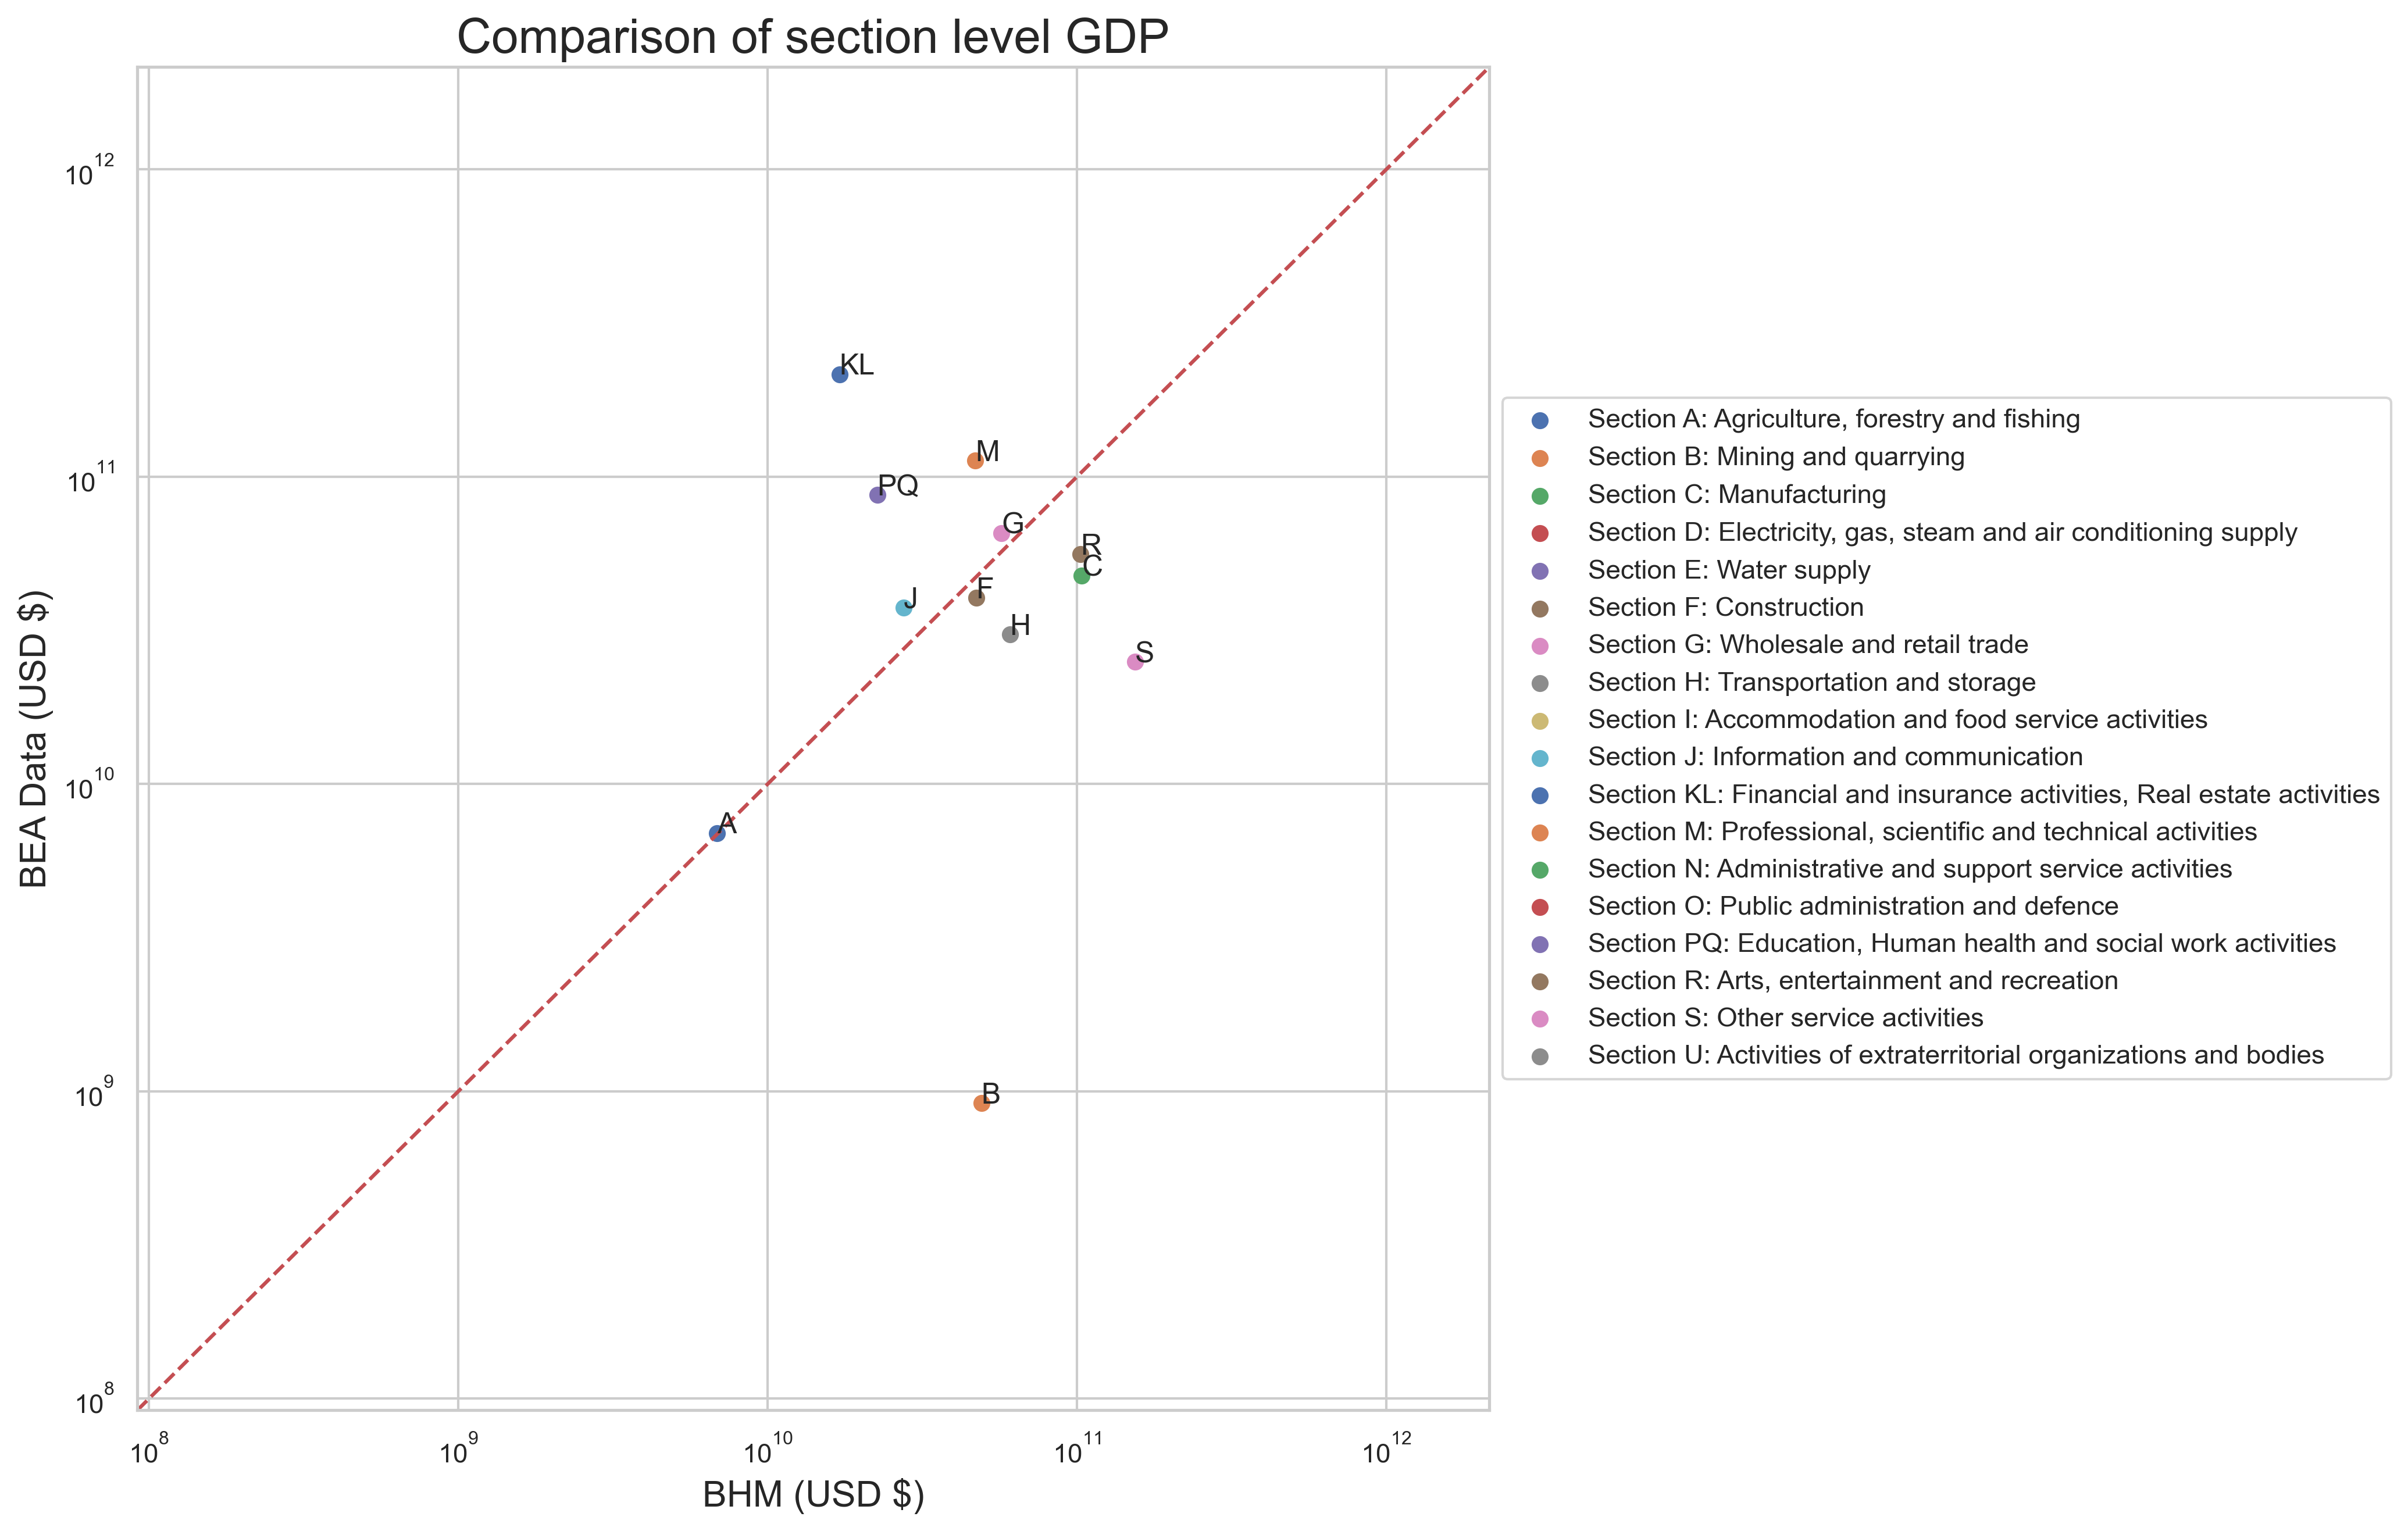 Comparison of section level GDP
10^12
10^11
10^10
10^9
10^8
BEA Data (USD $)
KL
M
PQ
G
R
C
F
J
H
S
A
B
10^8
10^9
10^10
10^11
10^12
BHM (USD $)
Section A: Agriculture, forestry and fishing
Section B: Mining and quarrying
Section C: Manufacturing
Section D: Electricity, gas, steam and air conditioning supply
Section E: Water supply
Section F: Construction
Section G: Wholesale and retail trade
Section H: Transportation and storage
Section I: Accommodation and food service activities
Section J: Information and communication
Section KL: Financial and insurance activities, Real estate activities
Section M: Professional, scientific and technical activities
Section N: Administrative and support service activities
Section O: Public administration and defence
Section PQ: Education, Human health and social work activities
Section R: Arts, entertainment and recreation
Section S: Other service activities
Section U: Activities of extraterritorial organizations and bodies